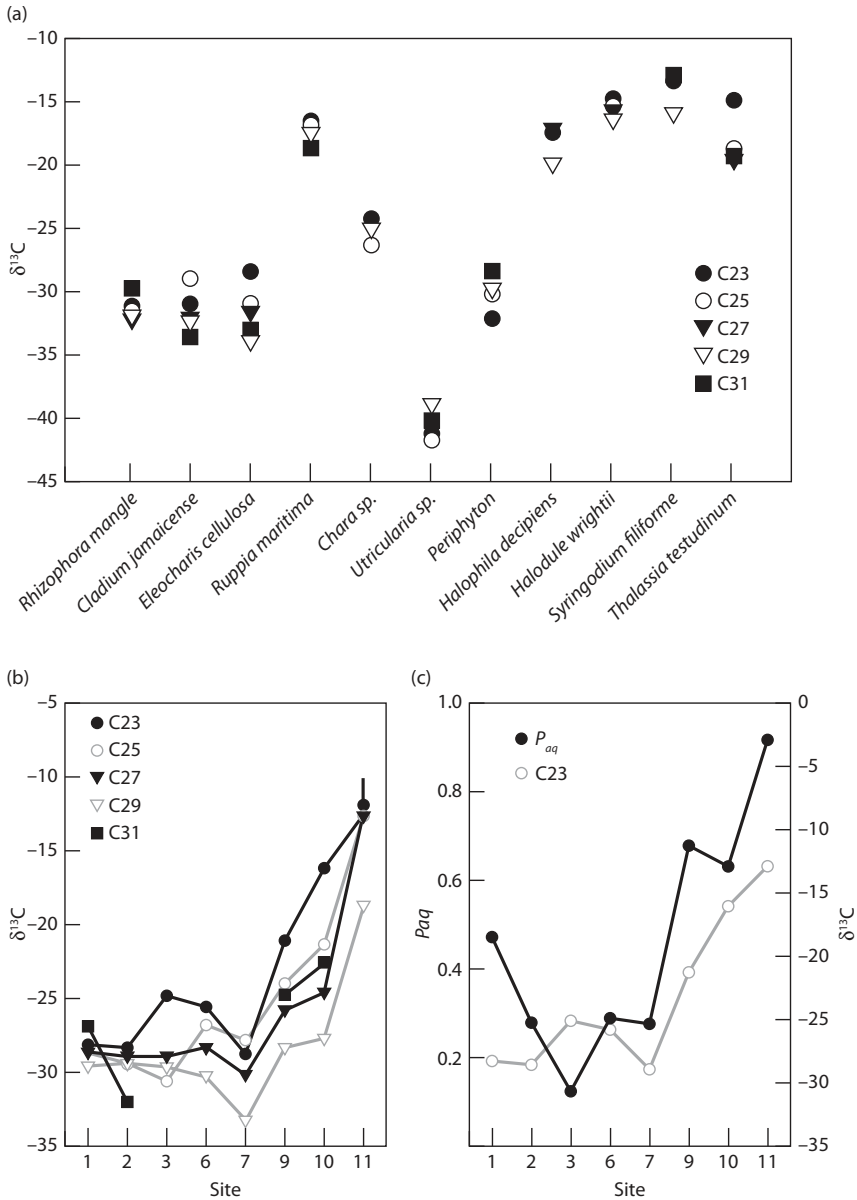 (a)
−10
−15
−20
−25
−30
−35
−40
−45
δ¹³C
C23
C25
C27
C29
C31
Rhizophora mangle
Cladium jamaicense
Eleocharis cellulosa
Ruppia maritima
Chara sp.
Utricularia sp.
Periphyton
Halophila decipiens
Halodule wrightii
Syringodium filiforme
Thalassia testudinum
(b)
−5
−10
−15
−20
−25
−30
−35
δ¹³C
C23
C25
C27
C29
C31
1 2 3 6 7 9 10 11
Site
(c)
1.0
0.8
0.6
0.4
0.2
Paq
Paq
C23
0
−5
−10
−15
−20
−25
−30
−35
δ¹³C
1 2 3 6 7 9 10 11
Site